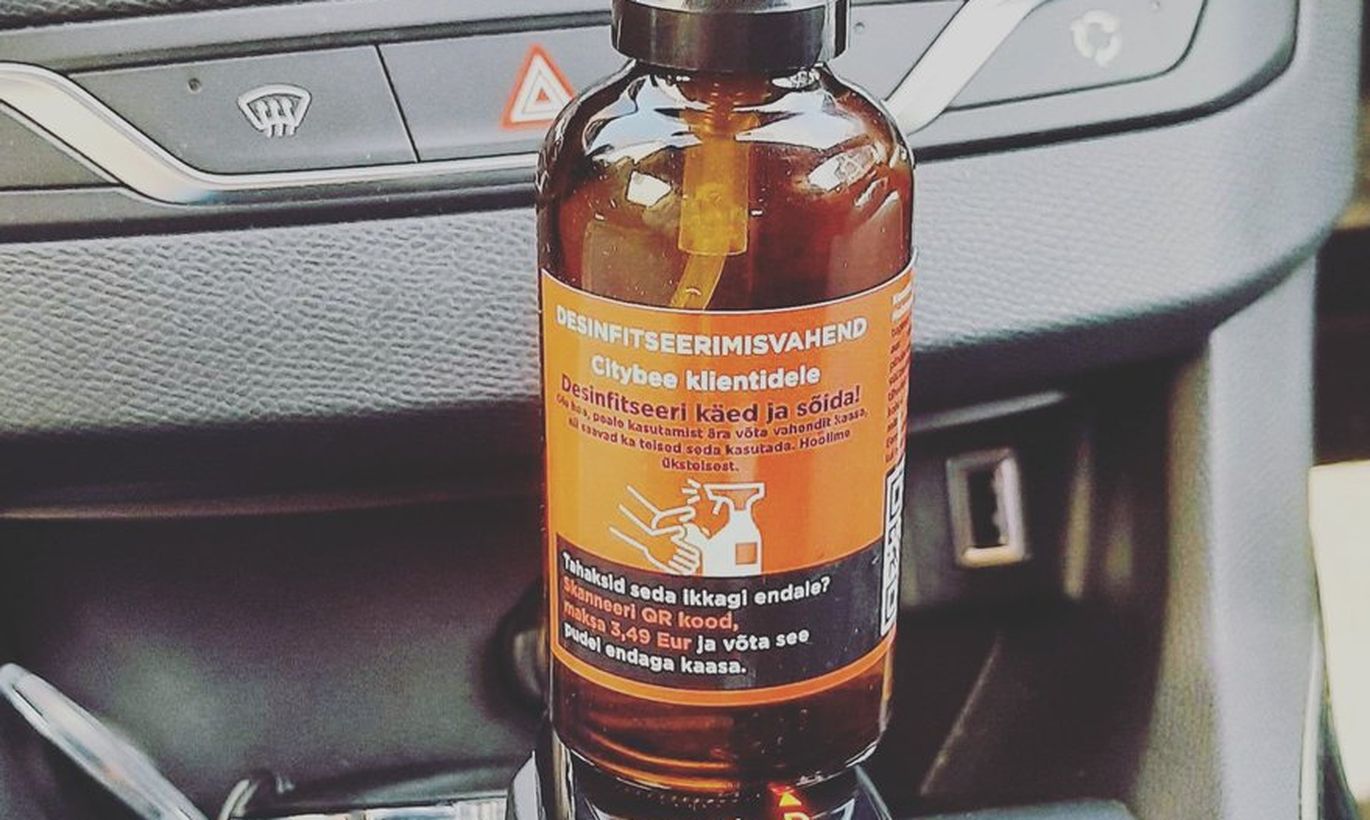 DESINFITSEERIMISVAHEND
Citybee klientidele
Desinfitseeri käed ja sõida!
Ole hea, peale kasutamist ära võta vahendit kaasa,
nii saavad ka teised seda kasutada. Hoolime
üksteisest.
Tahaksid seda ikkagi endale?
Skanneeri QR kood,
maksa 3,49 Eur ja võta see
pudel endaga kaasa.